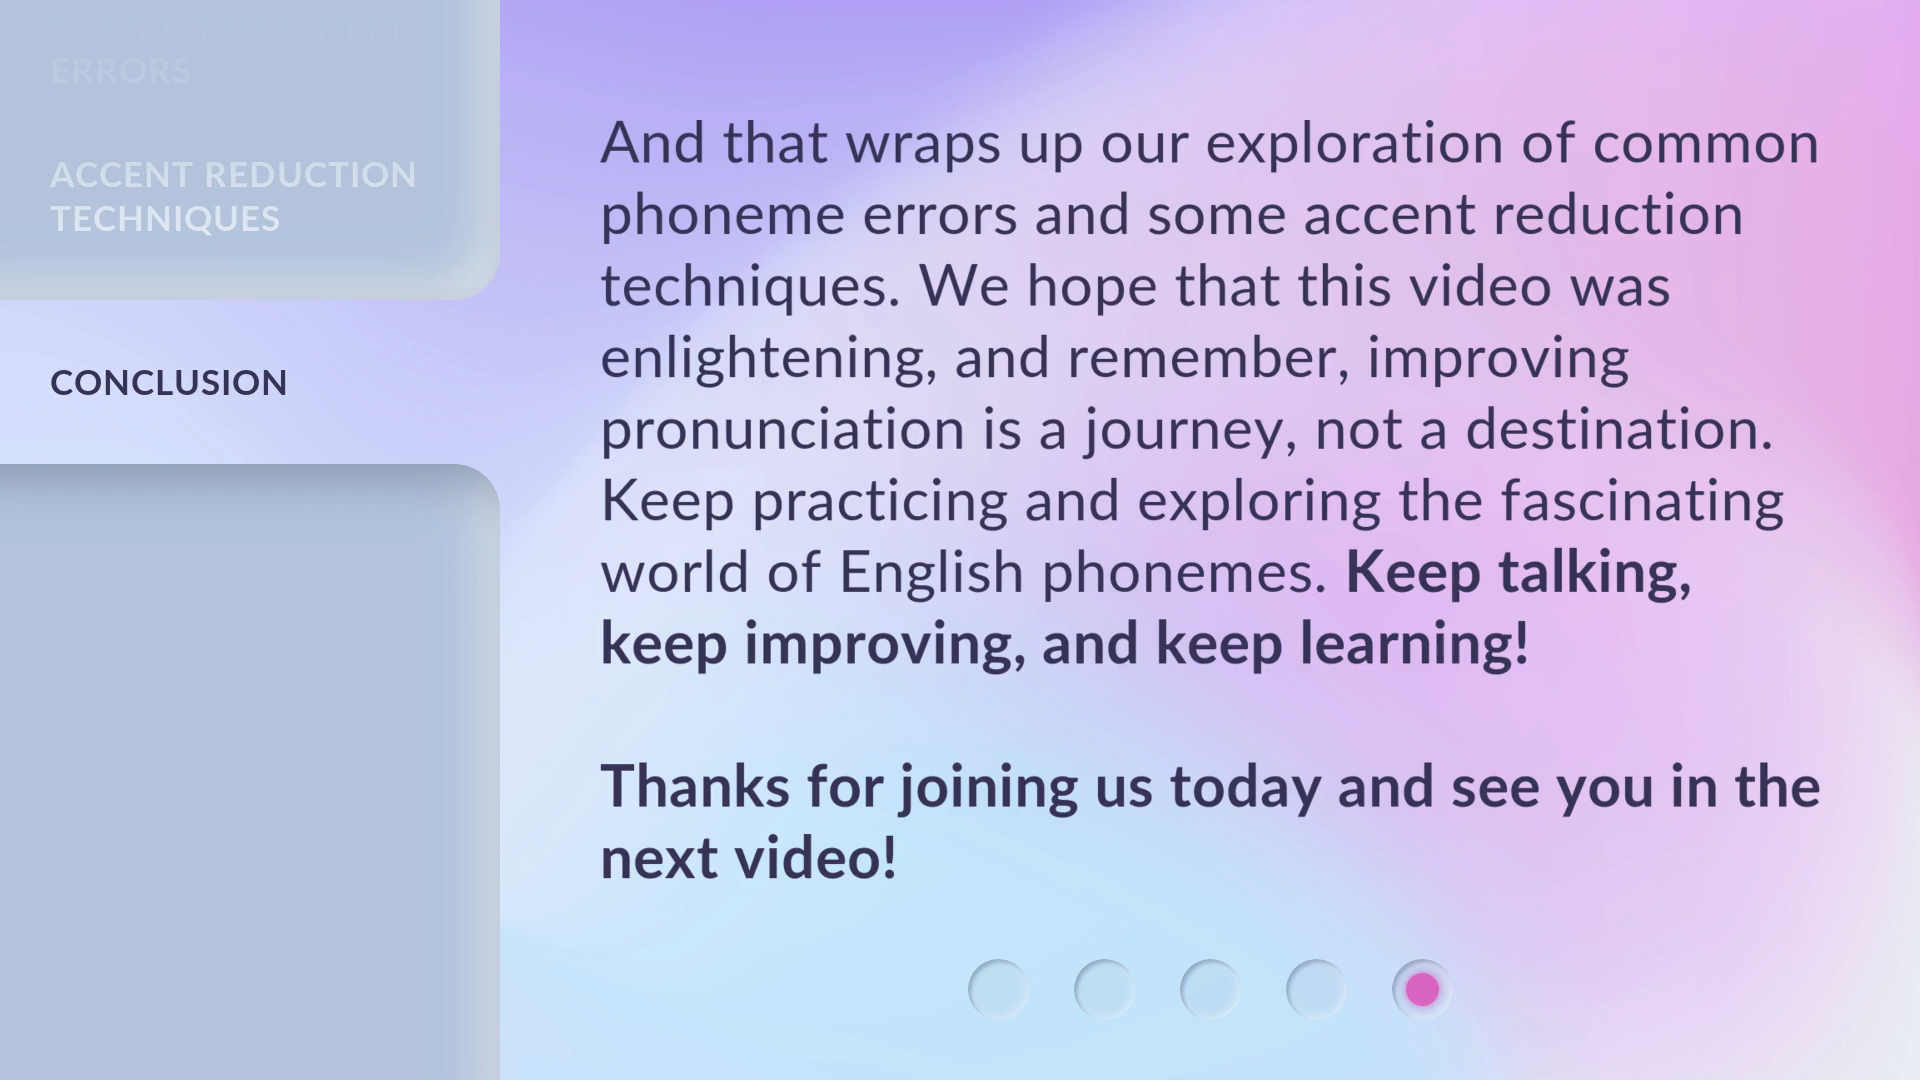 COMMON PHONEME
ERRORS
ACCENT REDUCTION
TECHNIQUES
CONCLUSION
And that wraps up our exploration of common
phoneme errors and some accent reduction
techniques. We hope that this video was
enlightening, and remember, improving
pronunciation is a journey, not a destination.
Keep practicing and exploring the fascinating
world of English phonemes. Keep talking,
keep improving, and keep learning!
Thanks for joining us today and see you in the
next video!